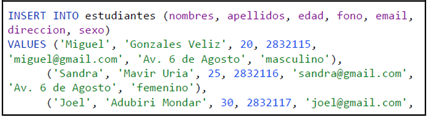 INSERT INTO estudiantes (nombres, apellidos, edad, fono, email,
direccion, sexo)
VALUES ('Miguel', 'Gonzales Veliz', 20, 2832115,
'miguel@gmail.com', 'Av. 6 de Agosto', 'masculino'),
('Sandra', 'Mavir Uria', 25, 2832116, 'sandra@gmail.com',
'Av. 6 de Agosto', 'femenino'),
('Joel', 'Adubiri Mondar', 30, 2832117, 'joel@gmail.com',